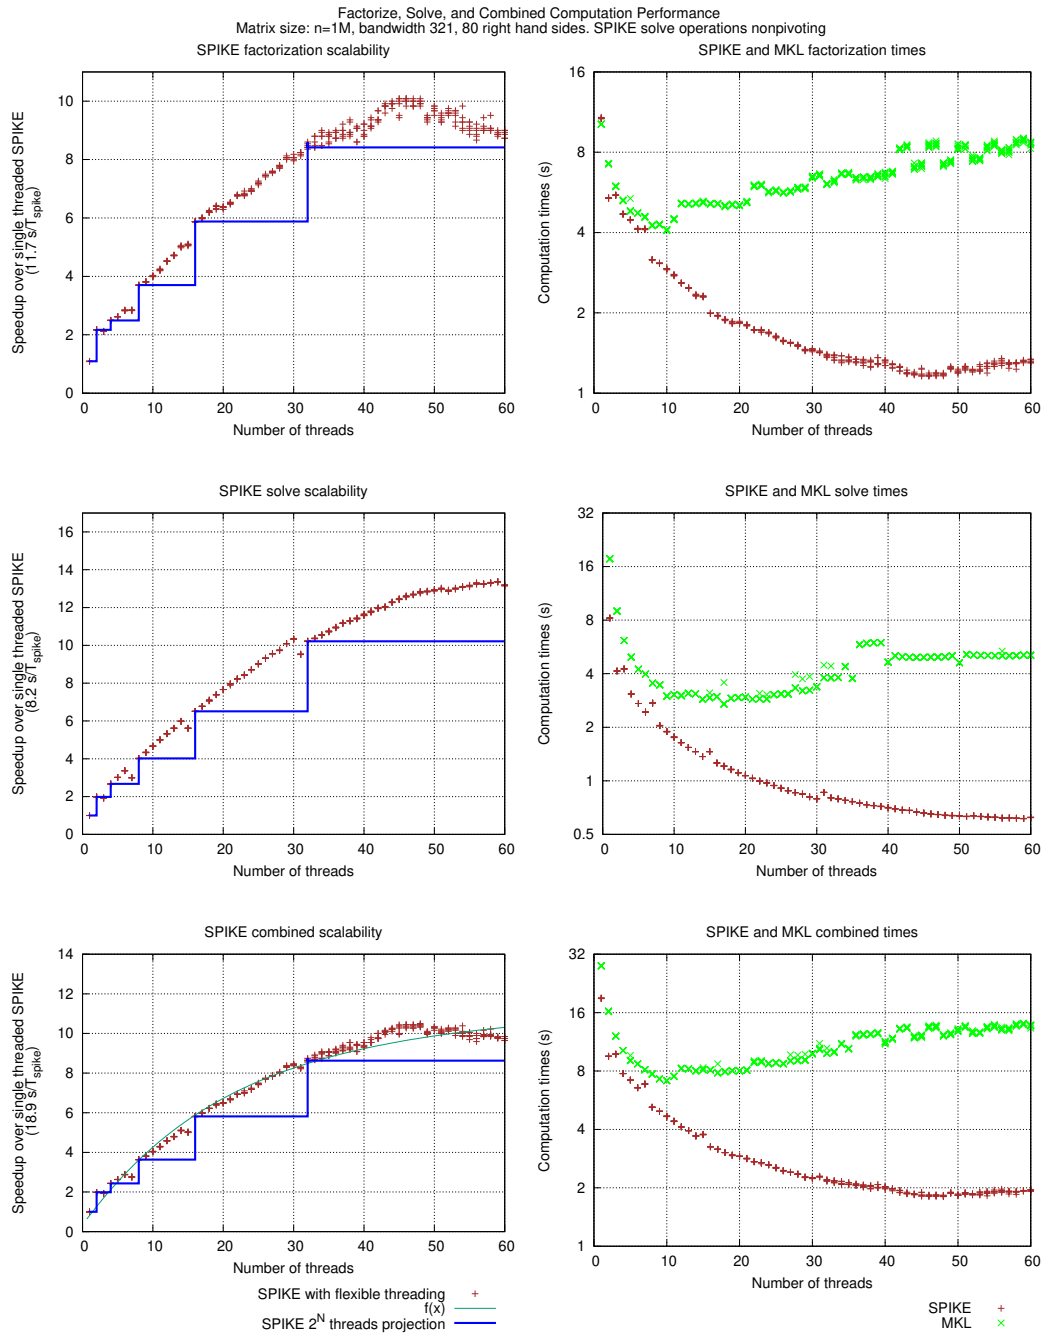 Factorize, Solve, and Combined Computation Performance
Matrix size: n=1M, bandwidth 321, 80 right hand sides. SPIKE solve operations nonpivoting
SPIKE factorization scalability
Speedup over single threaded SPIKE
(11.7 s/T_spike)
10
8
6
4
2
0
0 10 20 30 40 50 60
Number of threads
SPIKE and MKL factorization times
Computation times (s)
16
8
4
2
1
0 10 20 30 40 50 60
Number of threads
SPIKE solve scalability
Speedup over single threaded SPIKE
(8.2 s/T_spike)
16
14
12
10
8
6
4
2
0
0 10 20 30 40 50 60
Number of threads
SPIKE and MKL solve times
Computation times (s)
32
16
8
4
2
1
0.5
0 10 20 30 40 50 60
Number of threads
SPIKE combined scalability
Speedup over single threaded SPIKE
(18.9 s/T_spike)
14
12
10
8
6
4
2
0
0 10 20 30 40 50 60
Number of threads
SPIKE and MKL combined times
Computation times (s)
32
16
8
4
2
1
0 10 20 30 40 50 60
Number of threads
SPIKE with flexible threading
f(x)
SPIKE 2^N threads projection
SPIKE
MKL